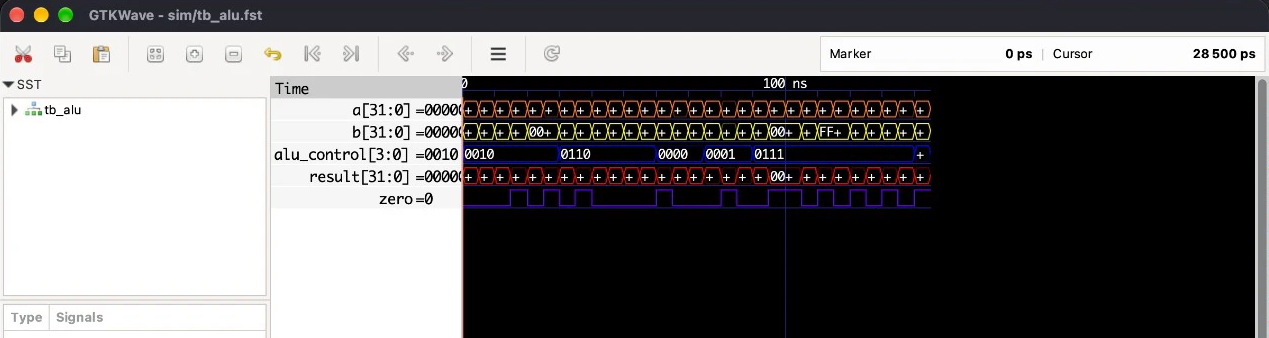 GTKWave - sim/tb_alu.fst
Marker 0 ps | Cursor 28 500 ps
SST
tb_alu
Type Signals
Time
a[31:0] =00000
b[31:0] =00000
alu_control[3:0] =0010
result[31:0] =00000
zero =0
0 100 ns
+ + + + + + + + + + + + + + + + + + + + + + + + + + + + +
+ + + + 00+ + + + + + + + + + + + + + 00+ + FF+ + + + + +
0010 0110 0000 0001 0111 +
+ + + + + + + + + + + + + + + + + + + 00+ + + + + + + + +